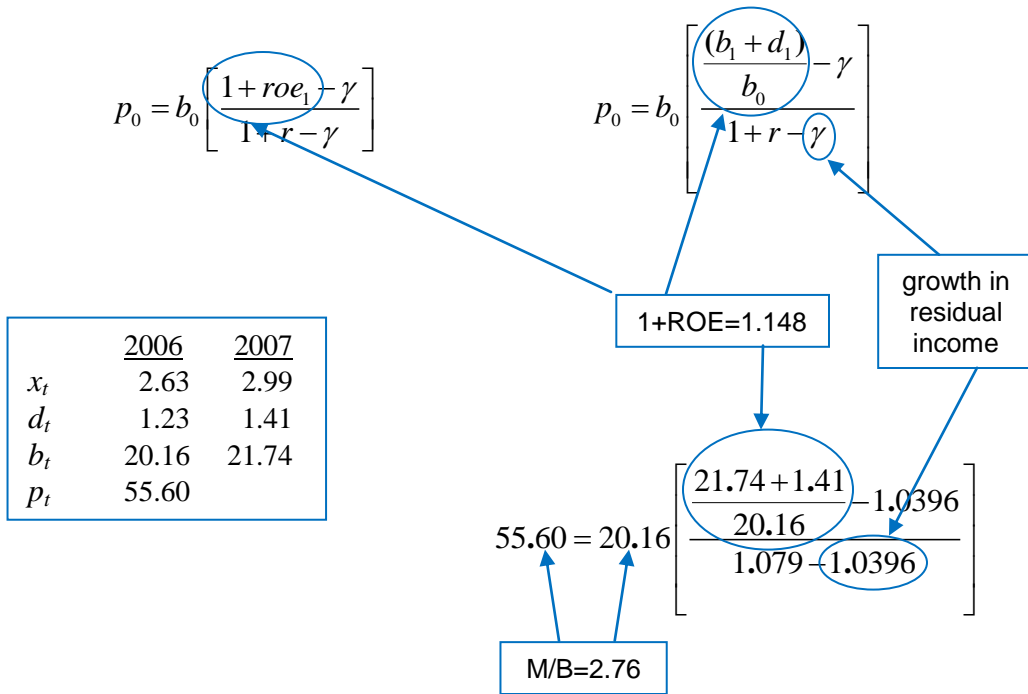 p₀ = b₀ [ (1 + roe₁ − γ) / (1 + r − γ) ]
p₀ = b₀ [ ((b₁ + d₁) / b₀ − γ) / (1 + r − γ) ]
growth in
residual
income
1+ROE=1.148
2006 2007
xₜ 2.63 2.99
dₜ 1.23 1.41
bₜ 20.16 21.74
pₜ 55.60
55.60 = 20.16 [ ((21.74 + 1.41) / 20.16 − 1.0396) / (1.079 − 1.0396) ]
M/B=2.76